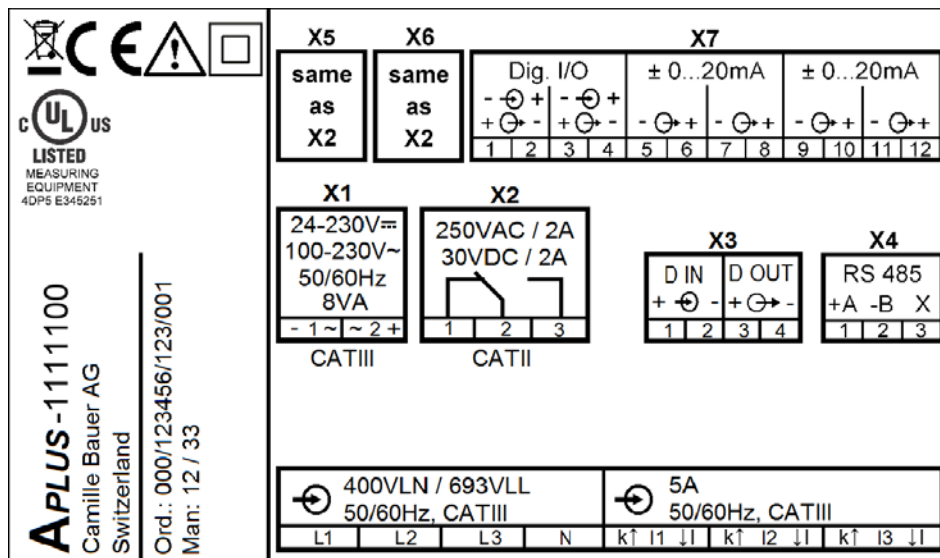 C UL US
LISTED
MEASURING
EQUIPMENT
4DP5 E345251
APLUS-1111100
Camille Bauer AG
Switzerland
Ord.: 000/123456/123/001
Man: 12 / 33
X5
same
as
X2
X6
same
as
X2
X7
Dig. I/O ± 0...20mA ± 0...20mA
- + - +
+ - + - - + - + - + - +
1 2 3 4 5 6 7 8 9 10 11 12
X1
24-230V⎓
100-230V~
50/60Hz
8VA
- 1 ~ ~ 2 +
CATIII
X2
250VAC / 2A
30VDC / 2A
1 2 3
CATII
X3
D IN D OUT
+ - + -
1 2 3 4
X4
RS 485
+A -B X
1 2 3
400VLN / 693VLL
50/60Hz, CATIII
L1 L2 L3 N
5A
50/60Hz, CATIII
k↑ I1 ↓l k↑ I2 ↓l k↑ I3 ↓l